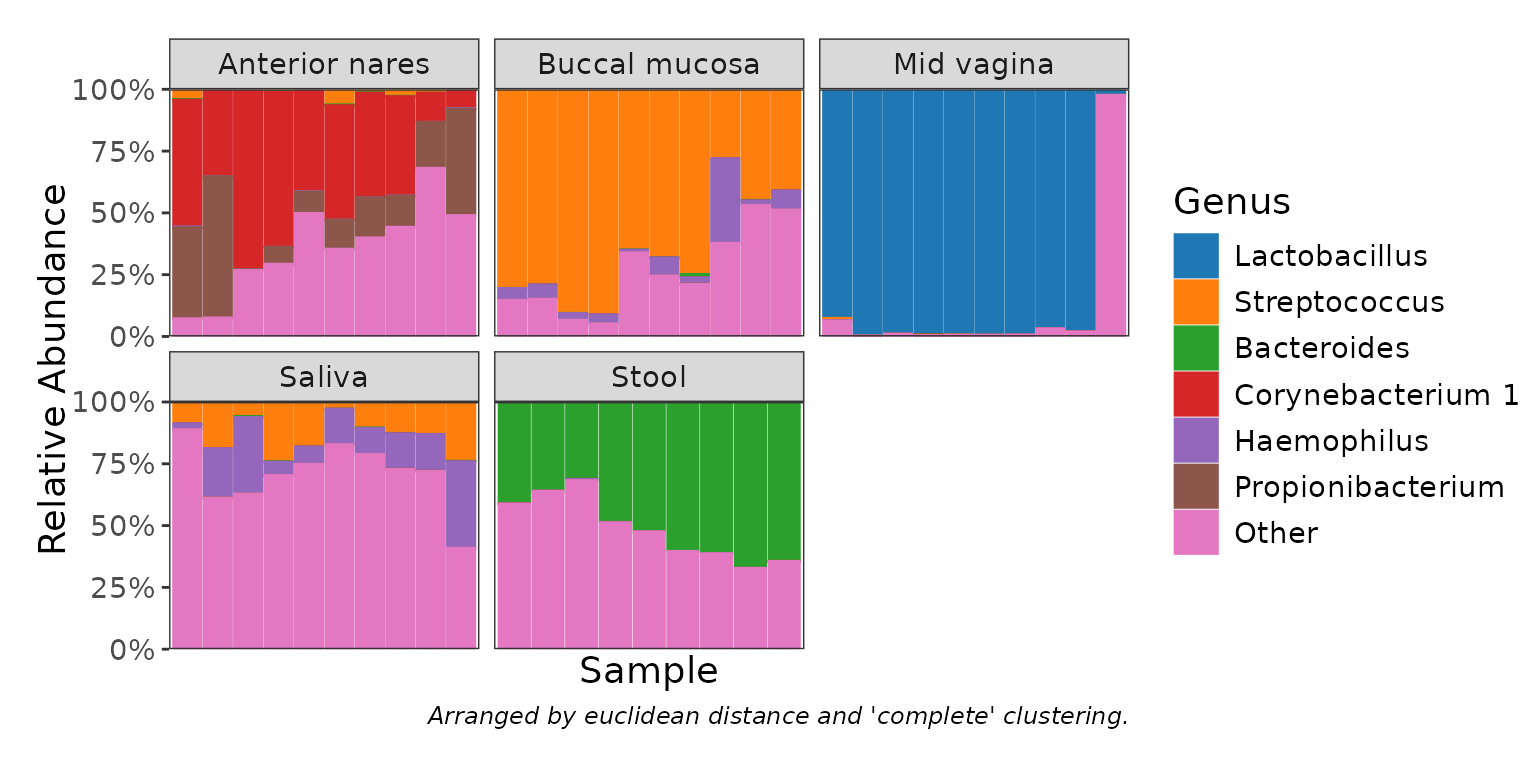 Anterior nares
Buccal mucosa
Mid vagina
100%
75%
50%
25%
0%
Saliva
Stool
100%
75%
50%
25%
0%
Relative Abundance
Sample
Arranged by euclidean distance and 'complete' clustering.
Genus
Lactobacillus
Streptococcus
Bacteroides
Corynebacterium 1
Haemophilus
Propionibacterium
Other